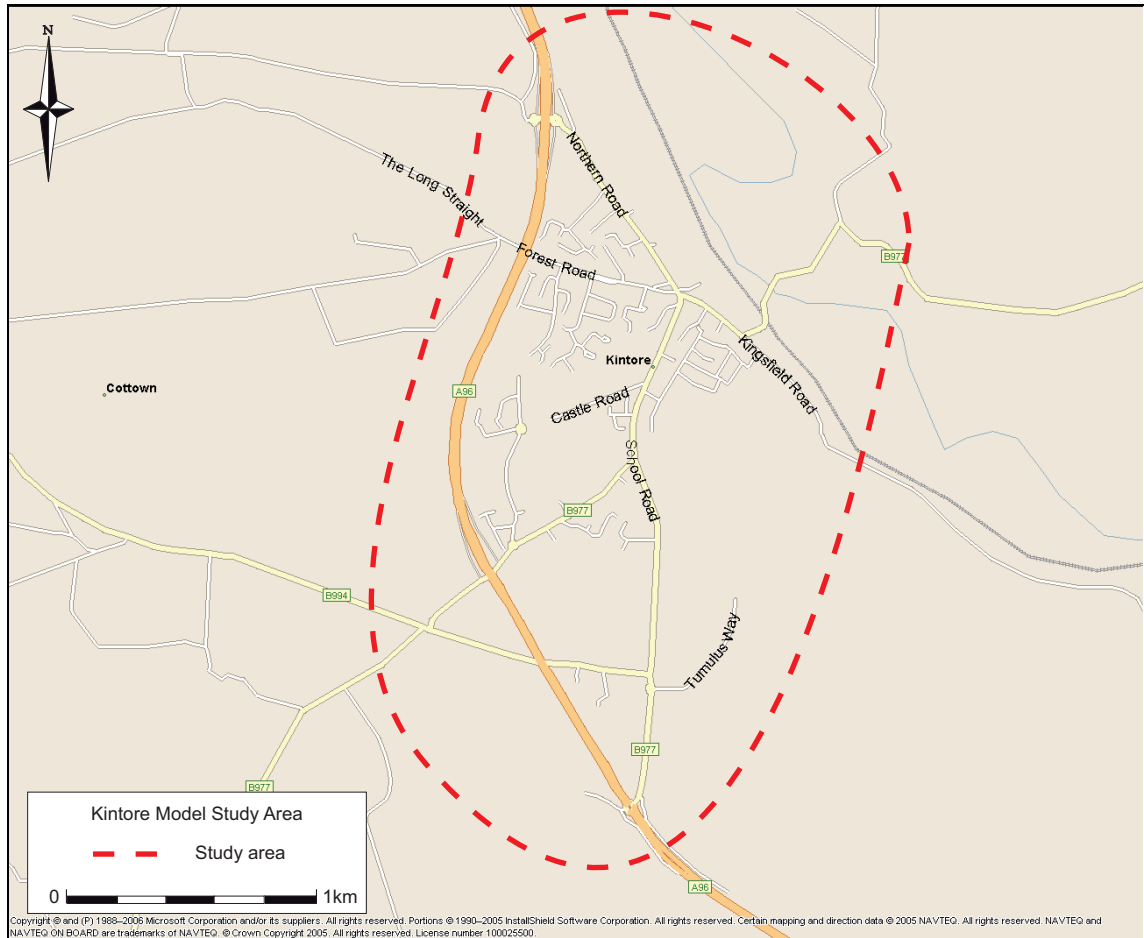 N
The Long Straight
Northern Road
Forest Road
B977
Kintore
Kingsfield Road
Cottown
A96
Castle Road
School Road
B977
B994
Tumulus Way
B977
B977
A96
Kintore Model Study Area
Study area
0 1km
Copyright © and (P) 1988–2006 Microsoft Corporation and/or its suppliers. All rights reserved. Portions © 1990–2005 InstallShield Software Corporation. All rights reserved. Certain mapping and direction data © 2005 NAVTEQ. All rights reserved. NAVTEQ and
NAVTEQ ON BOARD are trademarks of NAVTEQ. © Crown Copyright 2005. All rights reserved. License number 100025500.